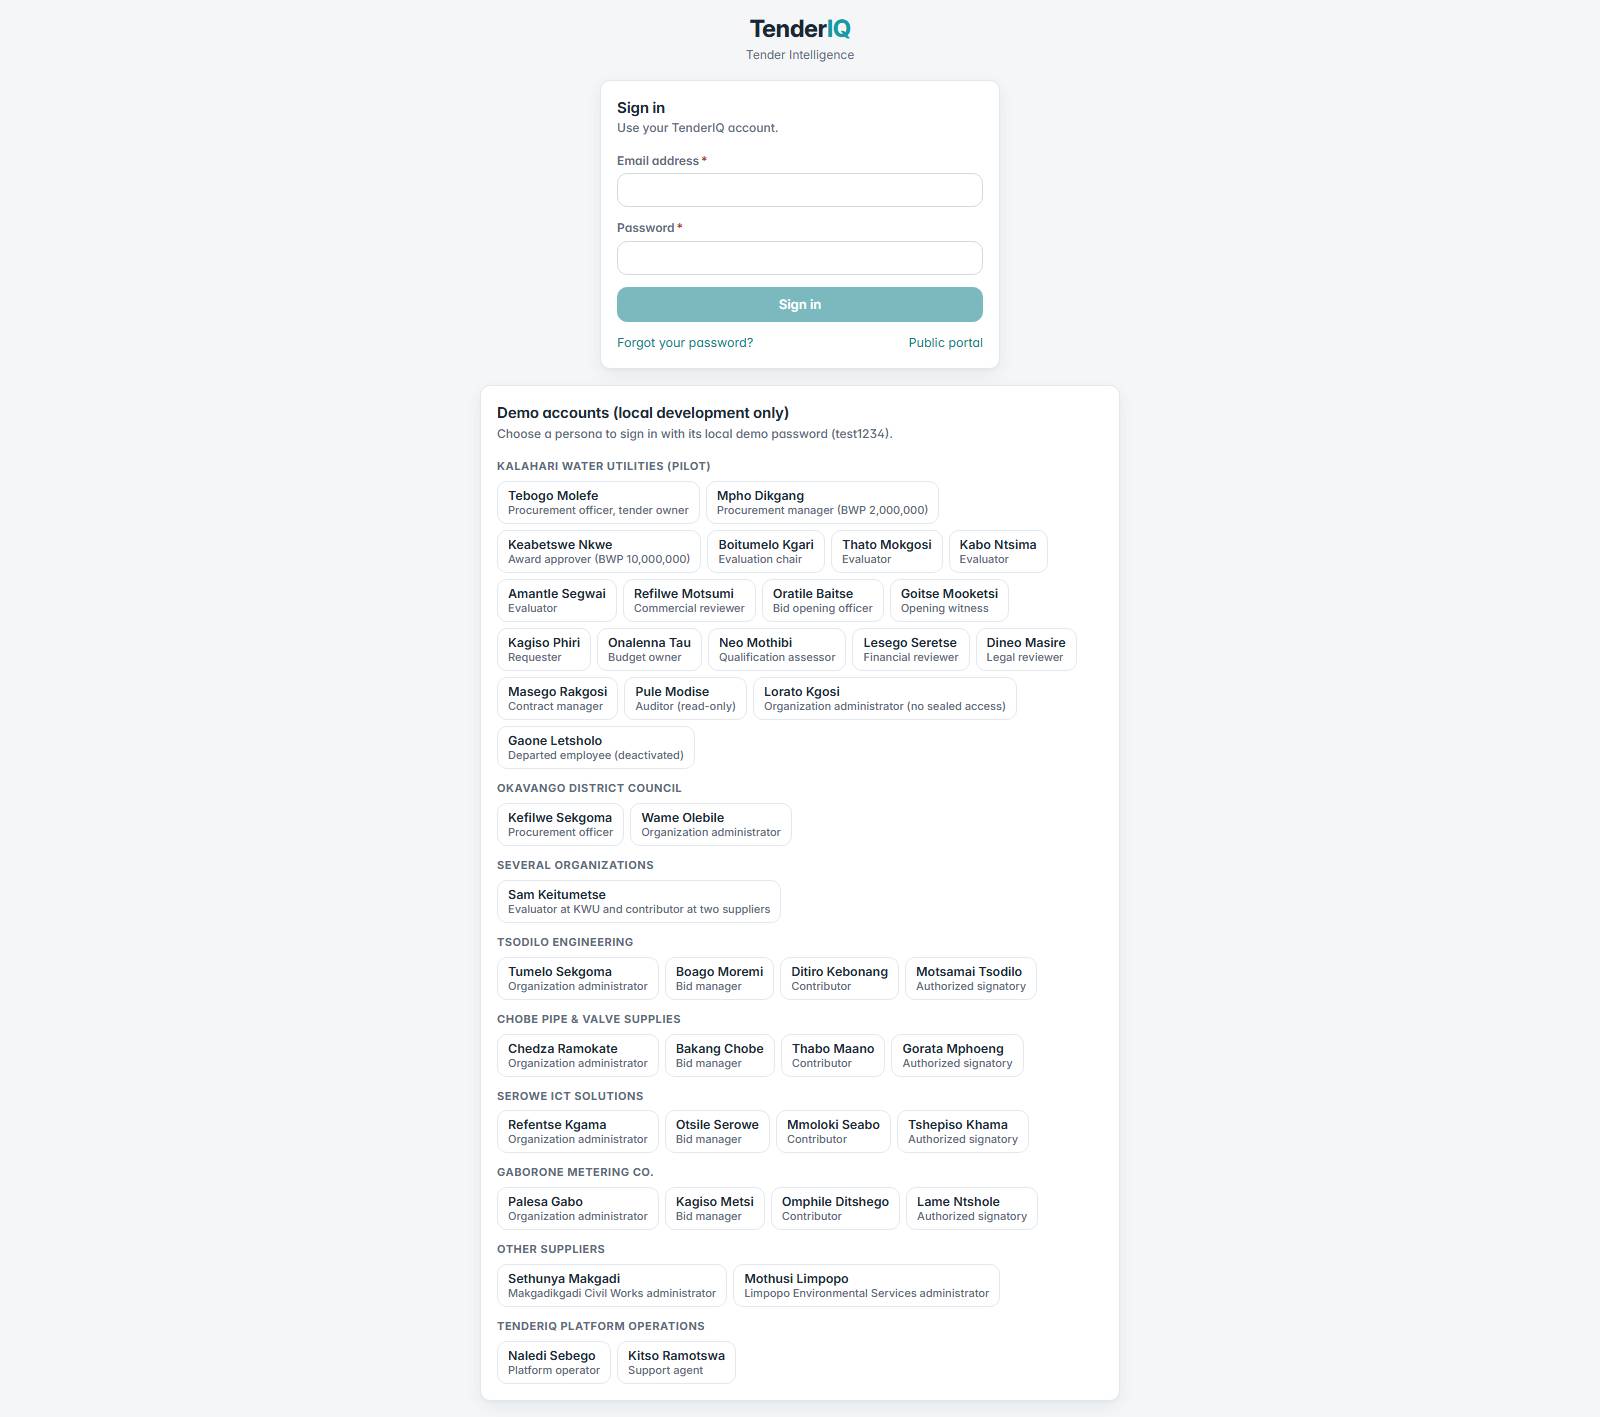 TenderIQ
Tender Intelligence
Sign in
Use your TenderIQ account.
Email address *
Password *
Sign in
Forgot your password? Public portal
Demo accounts (local development only)
Choose a persona to sign in with its local demo password (test1234).
KALAHARI WATER UTILITIES (PILOT)
Tebogo Molefe Mpho Dikgang
Procurement officer, tender owner Procurement manager (BWP 2,000,000)
Keabetswe Nkwe Boitumelo Kgari Thato Mokgosi Kabo Ntsima
Award approver (BWP 10,000,000) Evaluation chair Evaluator Evaluator
Amantle Segwai Refilwe Motsumi Oratile Baitse Goitse Mooketsi
Evaluator Commercial reviewer Bid opening officer Opening witness
Kagiso Phiri Onalenna Tau Neo Mothibi Lesego Seretse Dineo Masire
Requester Budget owner Qualification assessor Financial reviewer Legal reviewer
Masego Rakgosi Pule Modise Lorato Kgosi
Contract manager Auditor (read-only) Organization administrator (no sealed access)
Gaone Letsholo
Departed employee (deactivated)
OKAVANGO DISTRICT COUNCIL
Kefilwe Sekgoma Wame Olebile
Procurement officer Organization administrator
SEVERAL ORGANIZATIONS
Sam Keitumetse
Evaluator at KWU and contributor at two suppliers
TSODILO ENGINEERING
Tumelo Sekgoma Boago Moremi Ditiro Kebonang Motsamai Tsodilo
Organization administrator Bid manager Contributor Authorized signatory
CHOBE PIPE & VALVE SUPPLIES
Chedza Ramokate Bakang Chobe Thabo Maano Gorata Mphoeng
Organization administrator Bid manager Contributor Authorized signatory
SEROWE ICT SOLUTIONS
Refentse Kgama Otsile Serowe Mmoloki Seabo Tshepiso Khama
Organization administrator Bid manager Contributor Authorized signatory
GABORONE METERING CO.
Palesa Gabo Kagiso Metsi Omphile Ditshego Lame Ntshole
Organization administrator Bid manager Contributor Authorized signatory
OTHER SUPPLIERS
Sethunya Makgadi Mothusi Limpopo
Makgadikgadi Civil Works administrator Limpopo Environmental Services administrator
TENDERIQ PLATFORM OPERATIONS
Naledi Sebego Kitso Ramotswa
Platform operator Support agent